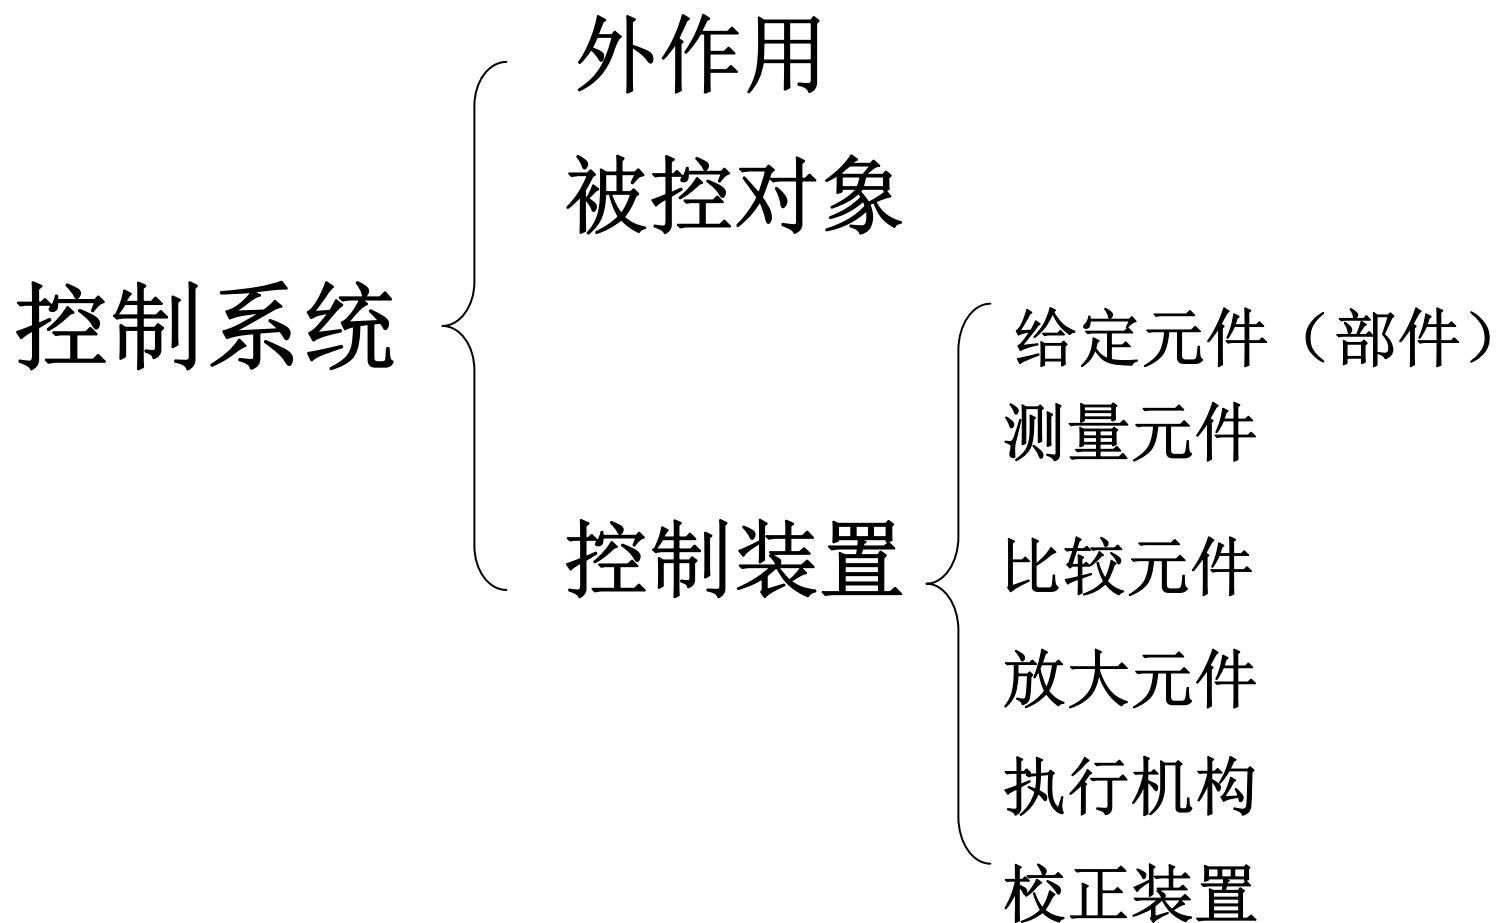 外作用
被控对象
控制系统
给定元件（部件）
测量元件
控制装置
比较元件
放大元件
执行机构
校正装置